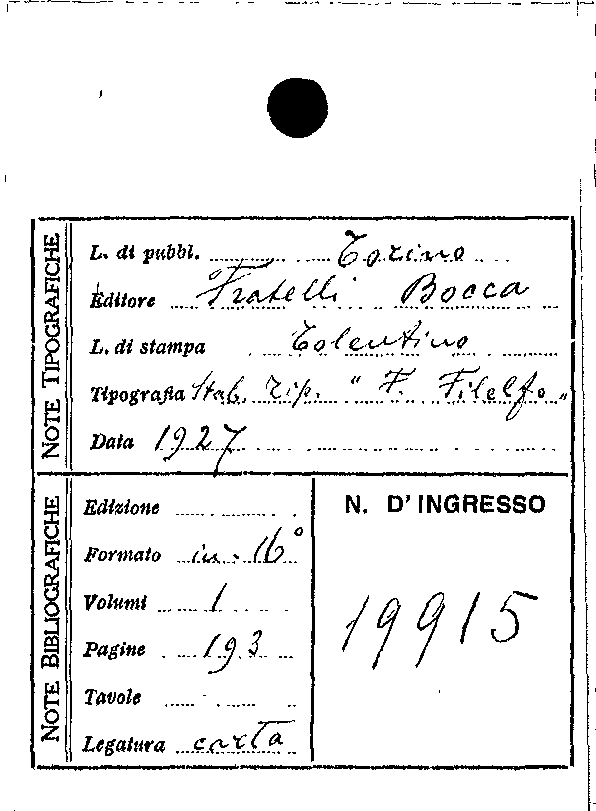 NOTE TIPOGRAFICHE
L. di pubbl. Torino
Editore Fratelli Bocca
L. di stampa Tolentino
Tipografia Stab. Tip. " F. Filelfo "
Data 1927
NOTE BIBLIOGRAFICHE
Edizione
Formato in-16°
Volumi 1
Pagine 193
Tavole -
Legatura carta
N. D'INGRESSO
19915